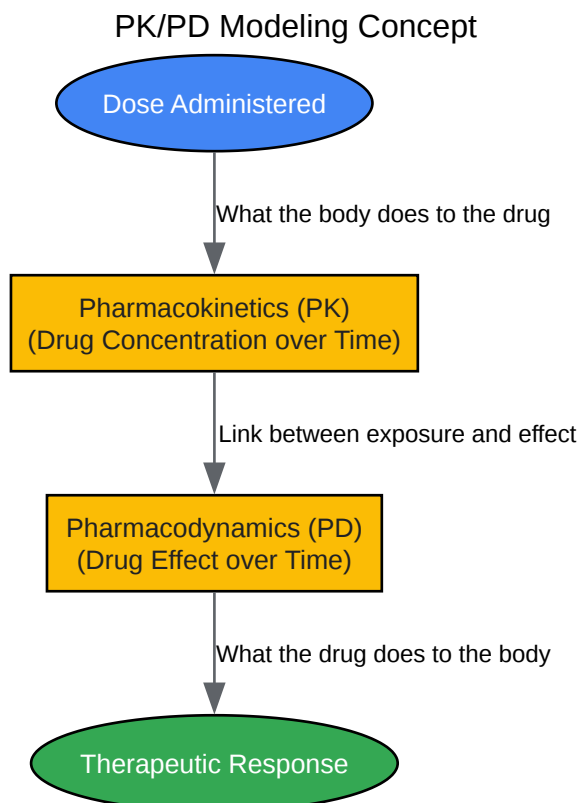 PK/PD Modeling Concept
Dose Administered
What the body does to the drug
Pharmacokinetics (PK)
(Drug Concentration over Time)
Link between exposure and effect
Pharmacodynamics (PD)
(Drug Effect over Time)
What the drug does to the body
Therapeutic Response